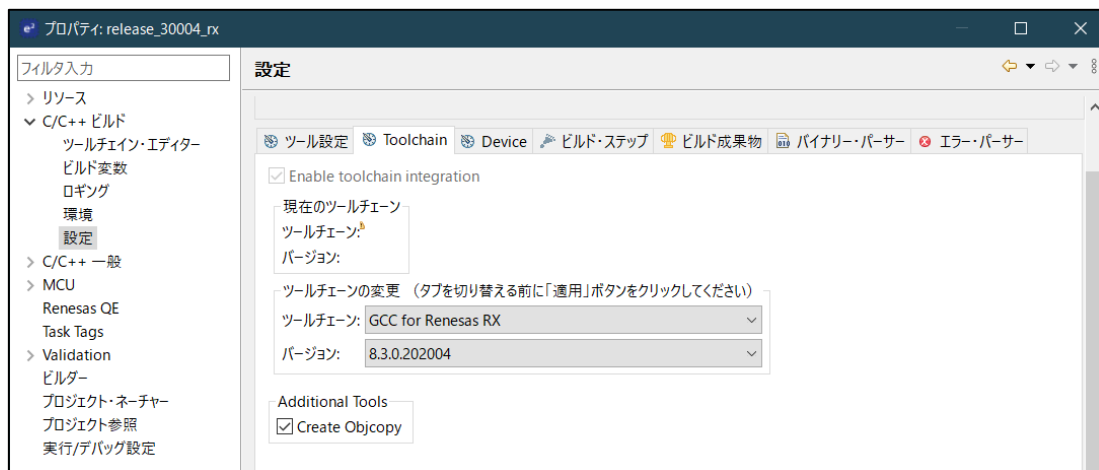 e² プロパティ: release_30004_rx
フィルタ入力
設定
リソース
C/C++ ビルド
ツールチェイン・エディター
ビルド変数
ロギング
環境
設定
C/C++ 一般
MCU
Renesas QE
Task Tags
Validation
ビルダー
プロジェクト・ネーチャー
プロジェクト参照
実行/デバッグ設定
ツール設定 Toolchain Device ビルド・ステップ ビルド成果物 バイナリー・パーサー エラー・パーサー
Enable toolchain integration
現在のツールチェーン
ツールチェーン:
バージョン:
ツールチェーンの変更 （タブを切り替える前に「適用」ボタンをクリックしてください）
ツールチェーン: GCC for Renesas RX
バージョン: 8.3.0.202004
Additional Tools
Create Objcopy